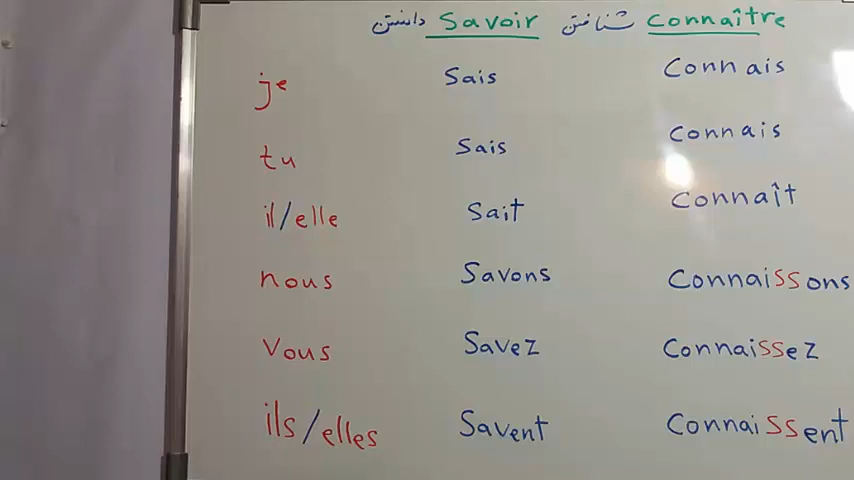 دانستن Savoir شناختن Connaître
je Sais Connais
tu Sais Connais
il/elle Sait Connaît
nous Savons Connaissons
Vous Savez Connaissez
ils/elles Savent Connaissent